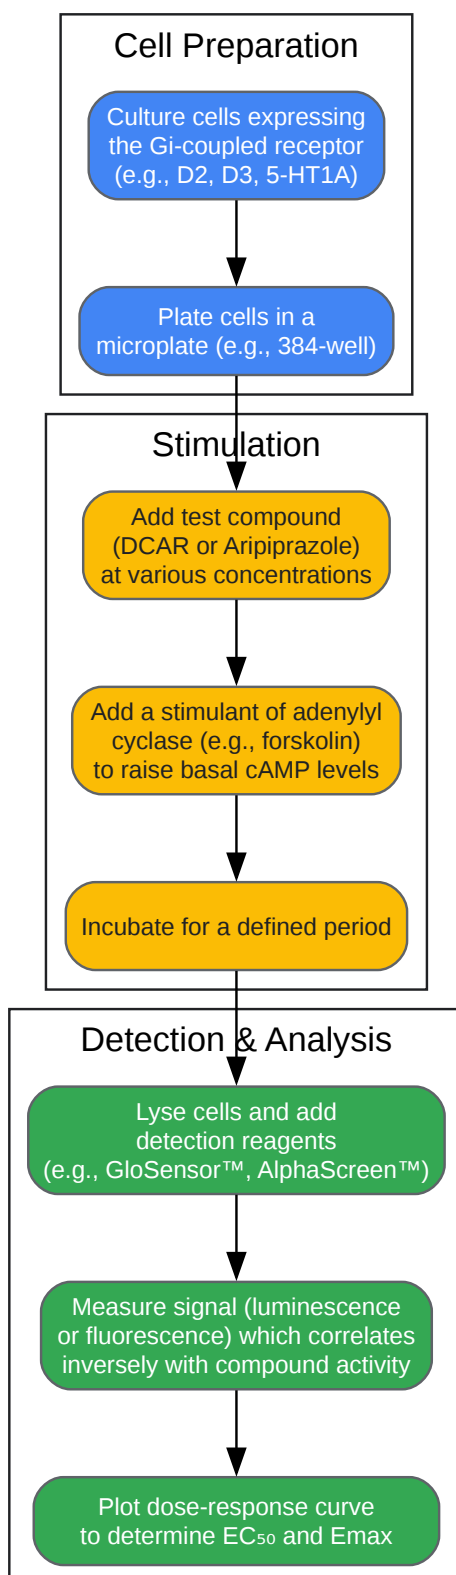 Cell Preparation
Culture cells expressing
the Gi-coupled receptor
(e.g., D2, D3, 5-HT1A)
Plate cells in a
microplate (e.g., 384-well)
Stimulation
Add test compound
(DCAR or Aripiprazole)
at various concentrations
Add a stimulant of adenylyl
cyclase (e.g., forskolin)
to raise basal cAMP levels
Incubate for a defined period
Detection & Analysis
Lyse cells and add
detection reagents
(e.g., GloSensor™, AlphaScreen™)
Measure signal (luminescence
or fluorescence) which correlates
inversely with compound activity
Plot dose-response curve
to determine EC₅₀ and Emax